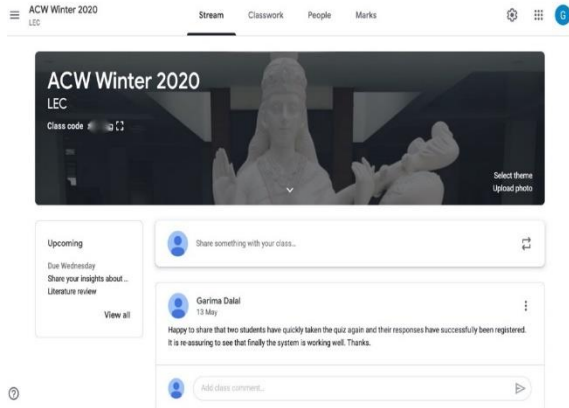 ACW Winter 2020
LEC
Stream Classwork People Marks
G
ACW Winter 2020
LEC
Class code
Select theme
Upload photo
Upcoming
Due Wednesday
Share your insights about ...
Literature review
View all
Share something with your class...
Garima Dalal
13 May
Happy to share that two students have quickly taken the quiz again and their responses have successfully been registered.
It is re-assuring to see that finally the system is working well. Thanks.
Add class comment...